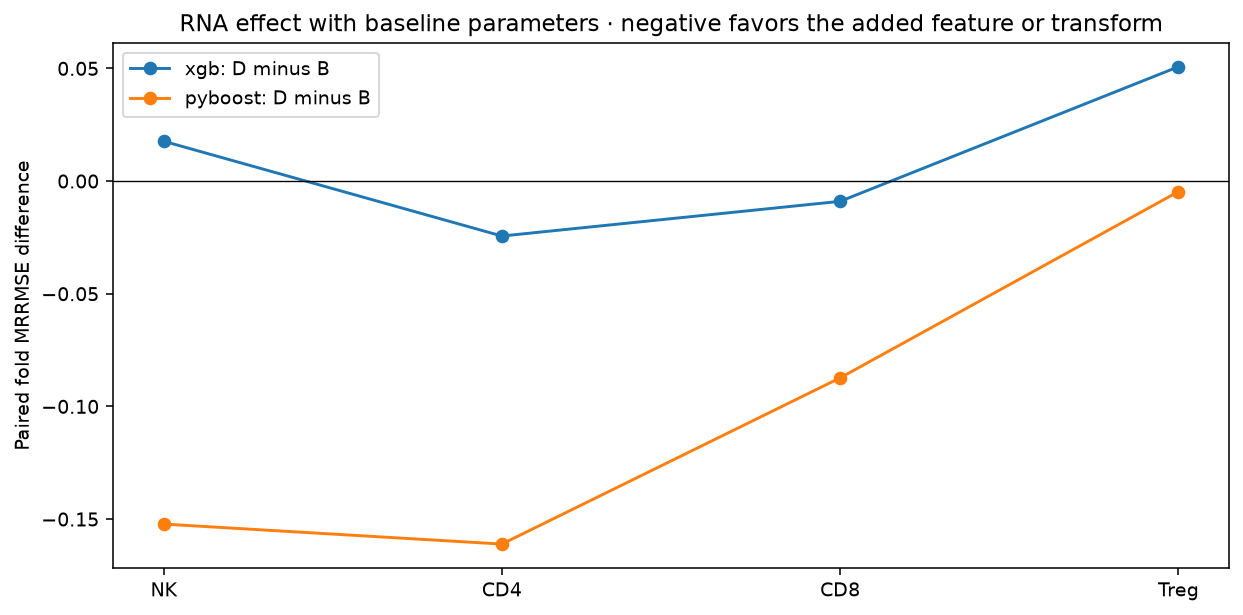 RNA effect with baseline parameters · negative favors the added feature or transform
xgb: D minus B
pyboost: D minus B
Paired fold MRRMSE difference
0.05
0.00
−0.05
−0.10
−0.15
NK CD4 CD8 Treg